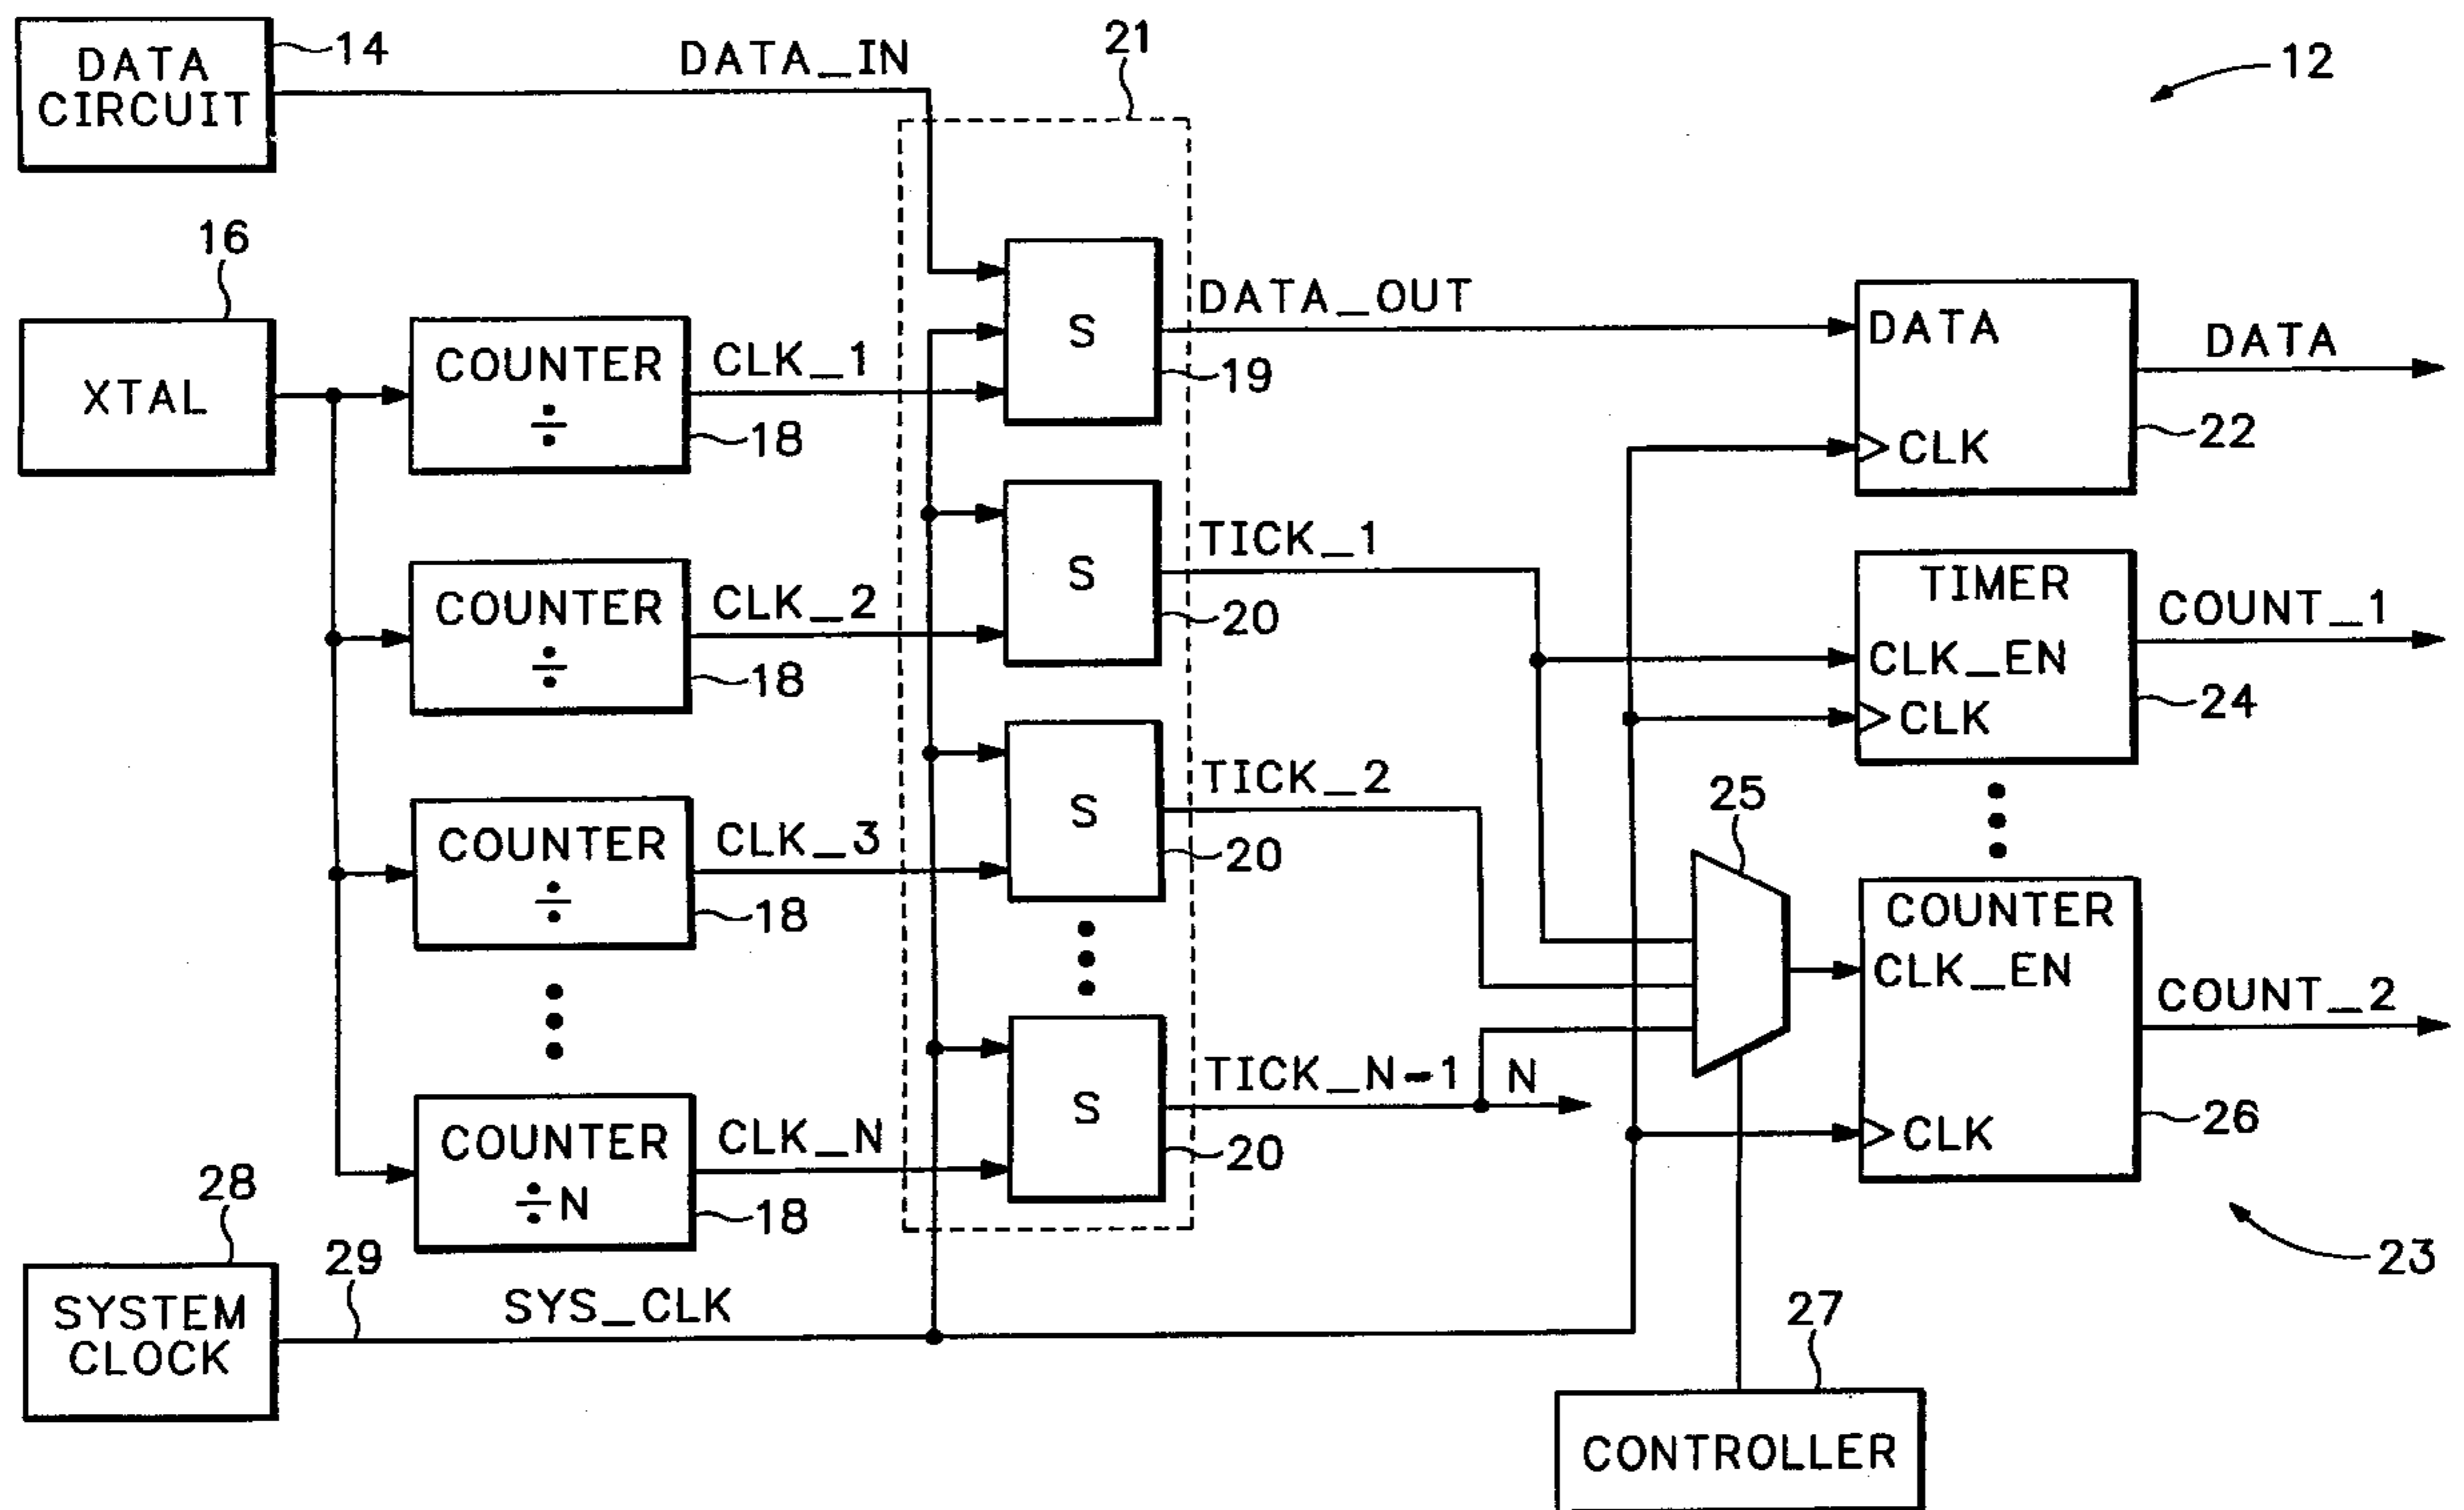 DATA
CIRCUIT
14
DATA_IN
21
12
16
XTAL
COUNTER
÷
18
CLK_1
S
19
DATA_OUT
DATA
CLK
22
DATA
COUNTER
÷
18
CLK_2
S
20
TICK_1
TIMER
CLK_EN
CLK
24
COUNT_1
COUNTER
÷
18
CLK_3
S
20
TICK_2
25
COUNTER
CLK_EN
CLK
26
COUNT_2
COUNTER
÷N
18
CLK_N
S
20
TICK_N-1
N
23
28
SYSTEM
CLOCK
29
SYS_CLK
27
CONTROLLER